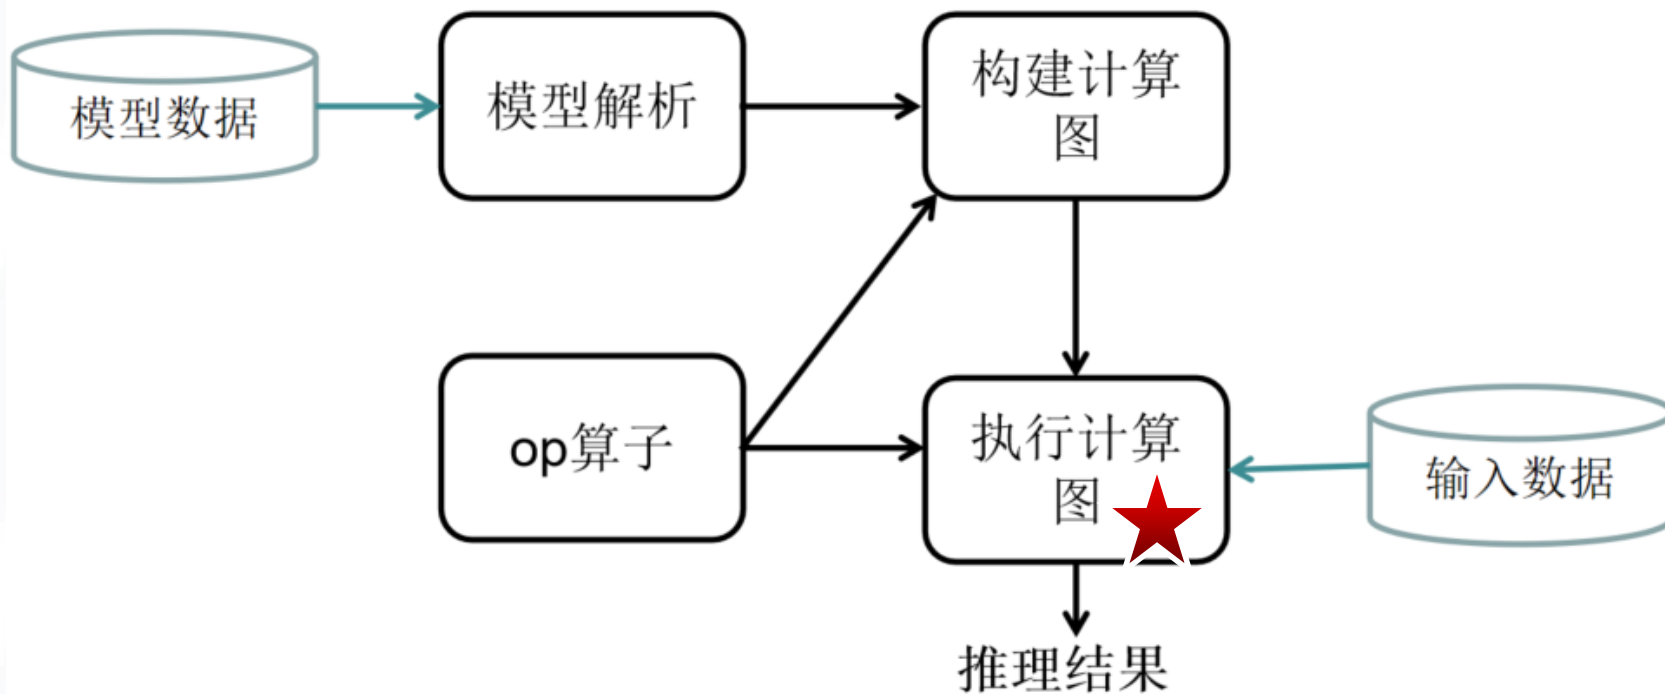 模型数据
模型解析
构建计算
图
op算子
执行计算
图
输入数据
推理结果